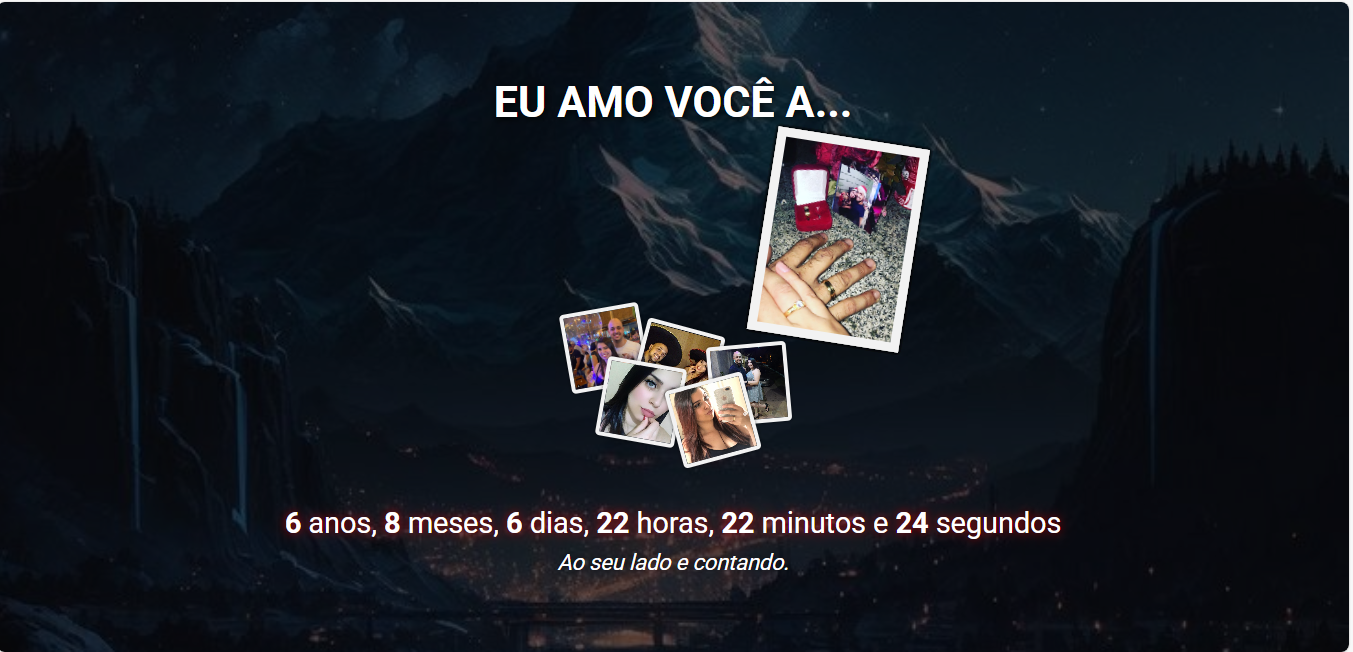 EU AMO VOCÊ A...
6 anos, 8 meses, 6 dias, 22 horas, 22 minutos e 24 segundos
Ao seu lado e contando.